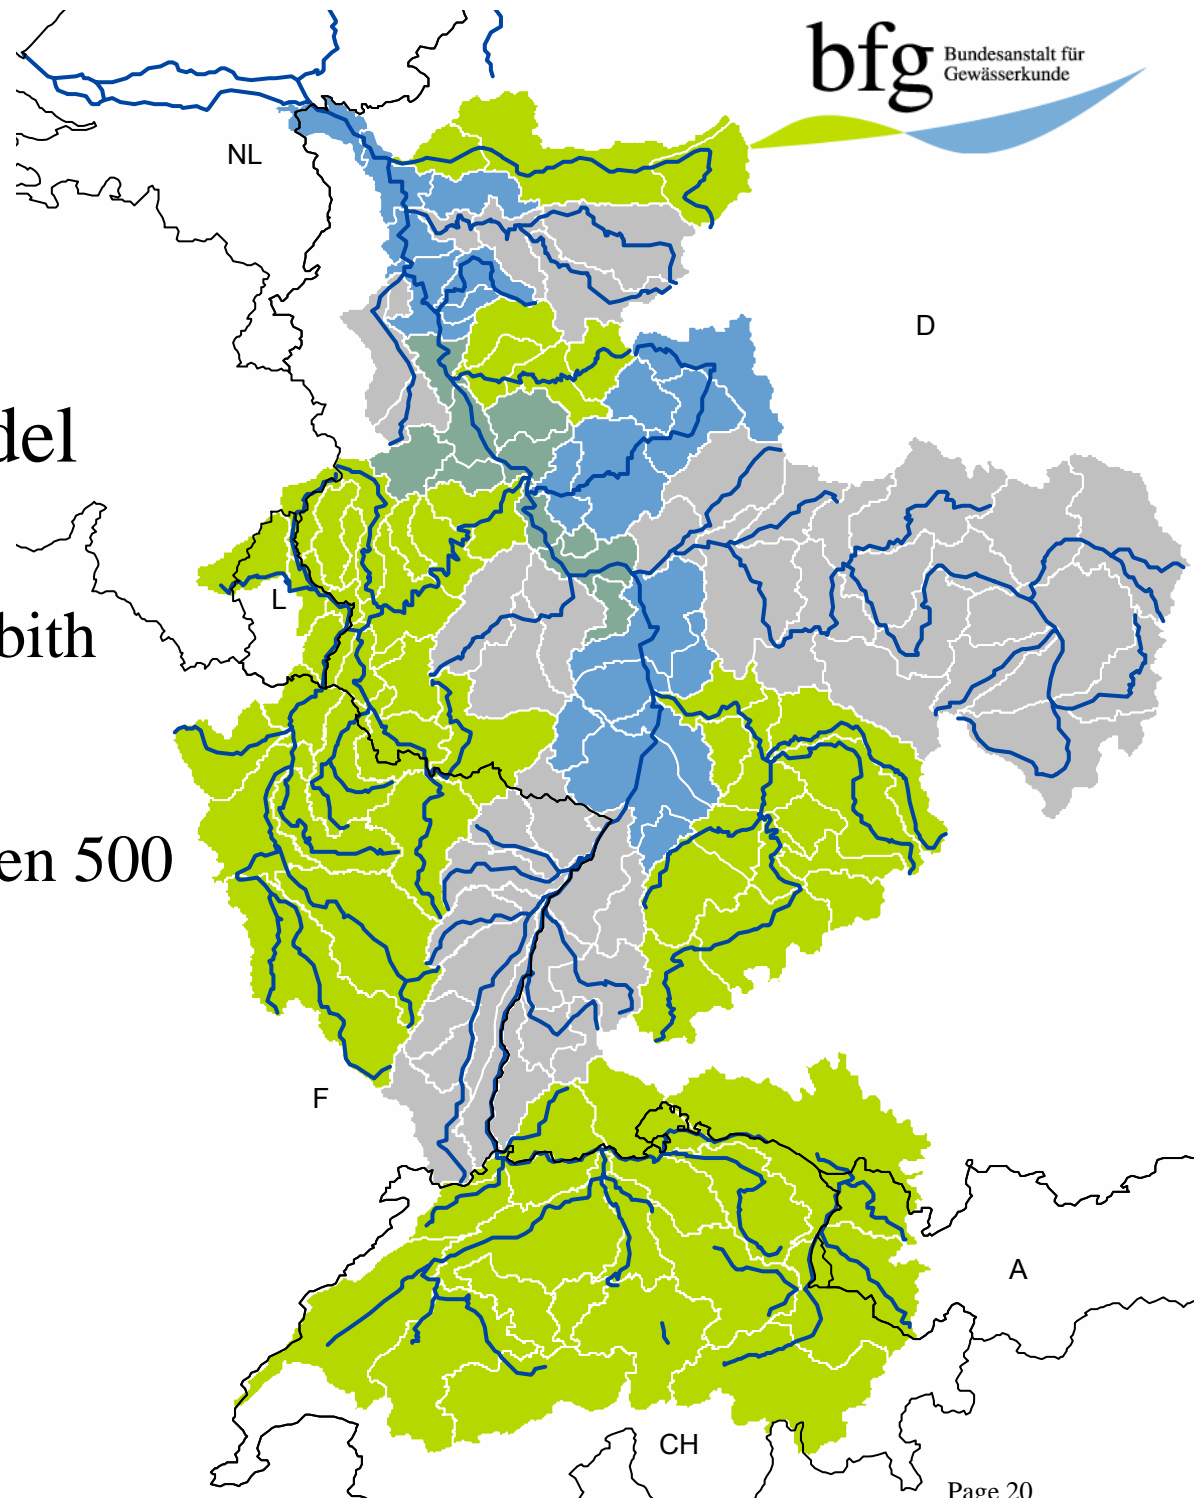 bfg Bundesanstalt für
Gewässerkunde
NL
D
del
L
bith
en 500
F
A
CH
Page 20